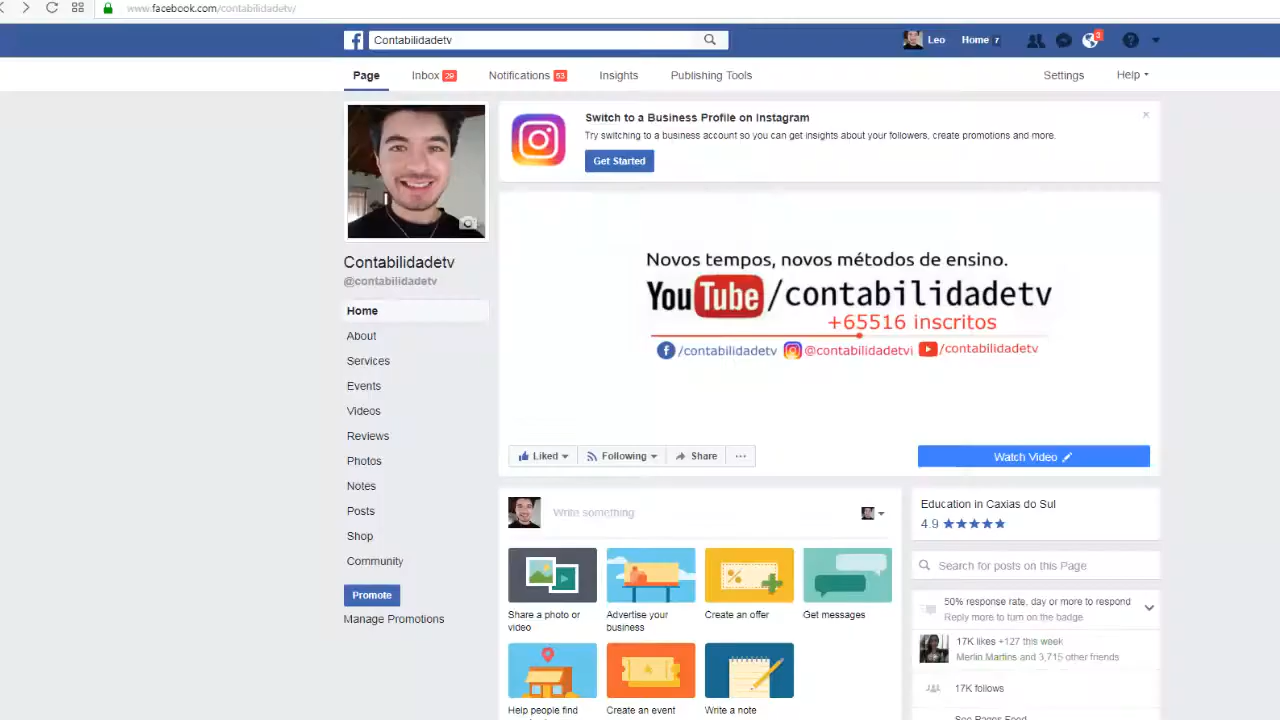 www.facebook.com/contabilidadetv/
Contabilidadetv
Leo
Home 7
3
Page
Inbox 29
Notifications 53
Insights
Publishing Tools
Settings
Help
Switch to a Business Profile on Instagram
Try switching to a business account so you can get insights about your followers, create promotions and more.
Get Started
Contabilidadetv
@contabilidadetv
Home
About
Services
Events
Videos
Reviews
Photos
Notes
Posts
Shop
Community
Promote
Manage Promotions
Novos tempos, novos métodos de ensino.
YouTube/contabilidadetv
+65516 inscritos
/contabilidadetv @contabilidadetvi /contabilidadetv
Liked
Following
Share
...
Watch Video
Write something
Share a photo or
video
Advertise your
business
Create an offer
Get messages
Help people find
Create an event
Write a note
Education in Caxias do Sul
4.9
Search for posts on this Page
50% response rate, day or more to respond
Reply more to turn on the badge
17K likes +127 this week
Merlin Martins and 3,715 other friends
17K follows
See Pages Feed